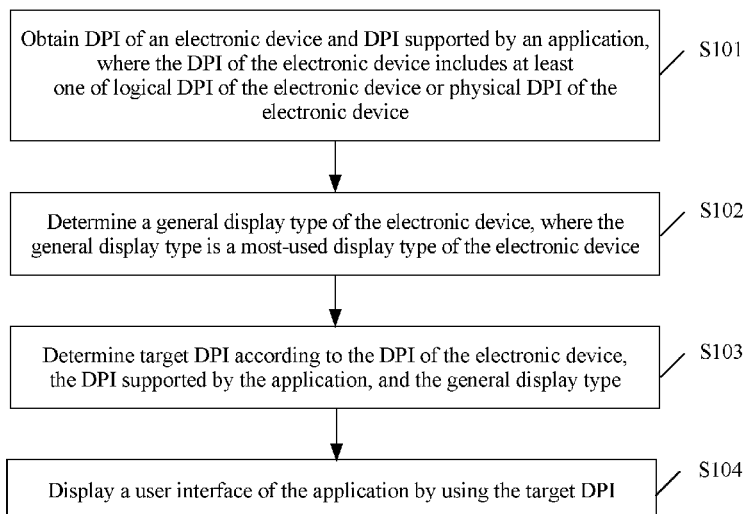 Obtain DPI of an electronic device and DPI supported by an application,
where the DPI of the electronic device includes at least
one of logical DPI of the electronic device or physical DPI of the
electronic device
S101
Determine a general display type of the electronic device, where the
general display type is a most-used display type of the electronic device
S102
Determine target DPI according to the DPI of the electronic device,
the DPI supported by the application, and the general display type
S103
Display a user interface of the application by using the target DPI
S104